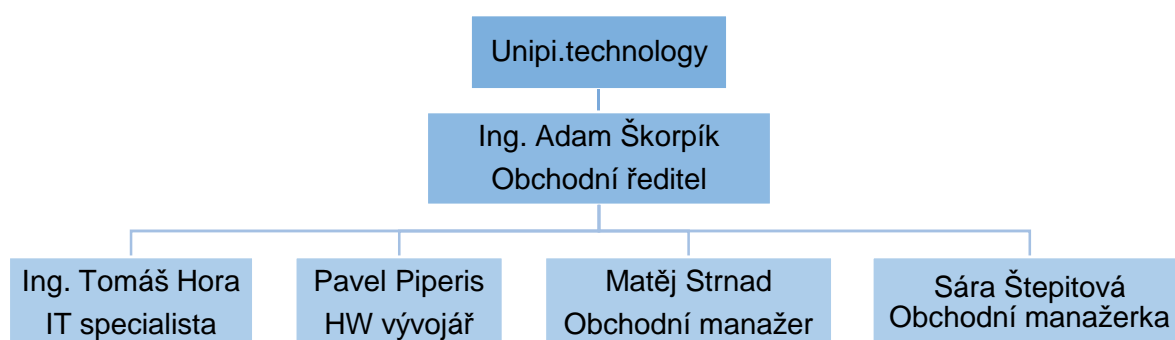 Unipi.technology
Ing. Adam Škorpík
Obchodní ředitel
Ing. Tomáš Hora
IT specialista
Pavel Piperis
HW vývojář
Matěj Strnad
Obchodní manažer
Sára Štepitová
Obchodní manažerka